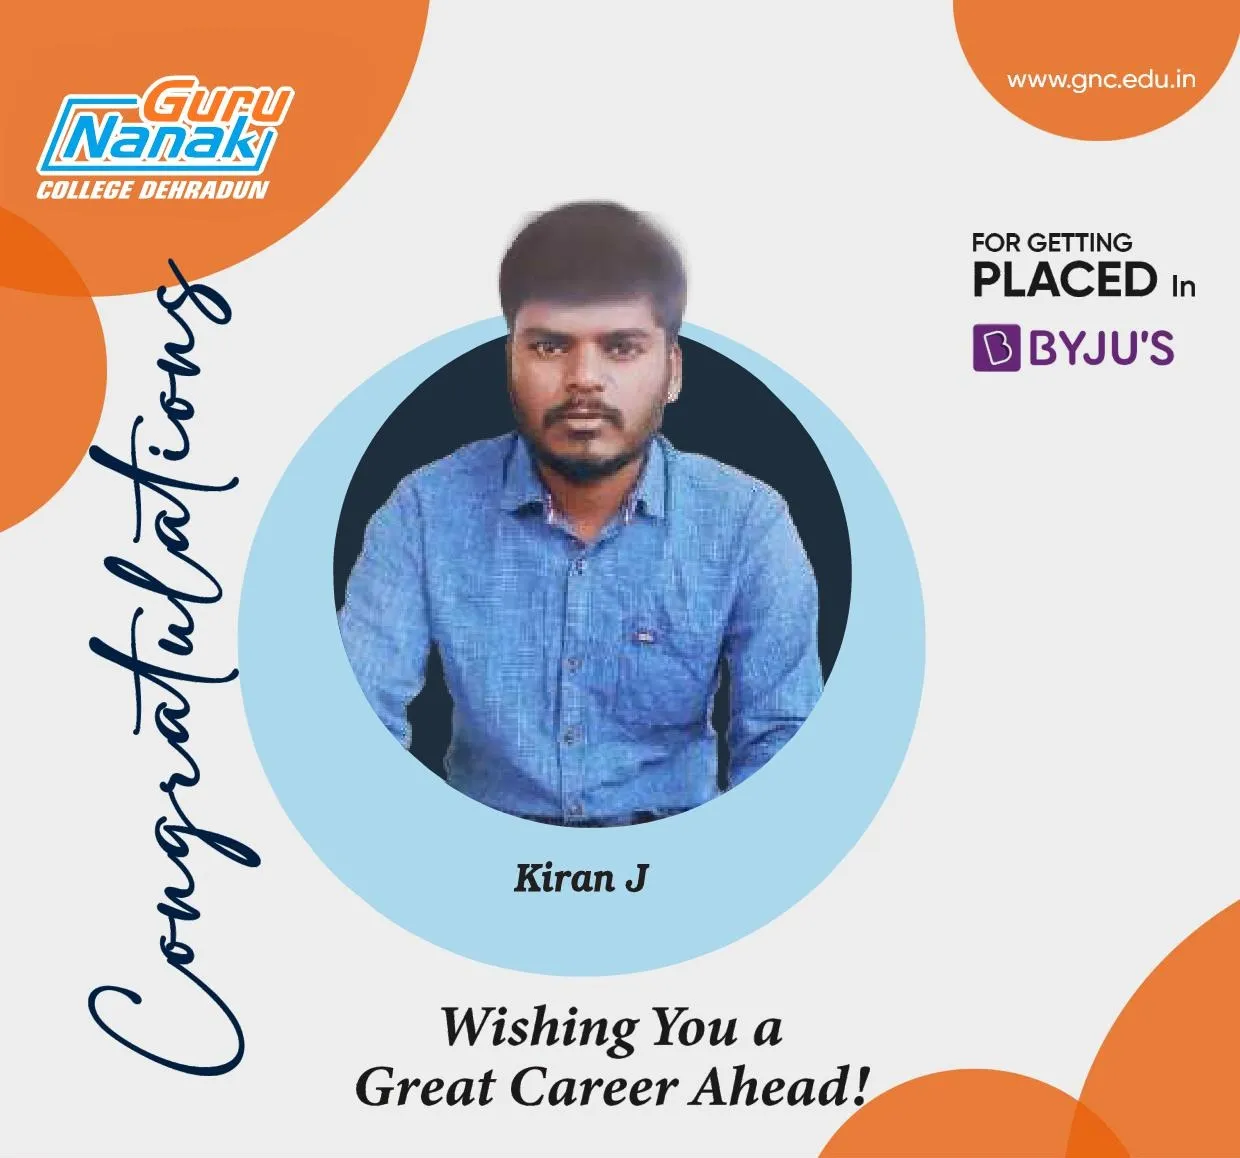 Guru
Nanak
COLLEGE DEHRADUN
www.gnc.edu.in
Congratulations
FOR GETTING
PLACED In
BYJU'S
Kiran J
Wishing You a
Great Career Ahead!